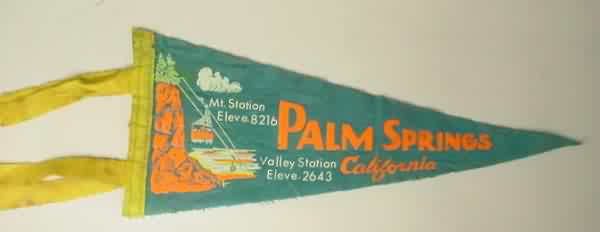 Mt. Station
Eleve. 8216
PALM SPRINGS
California
Valley Station
Eleve. 2643